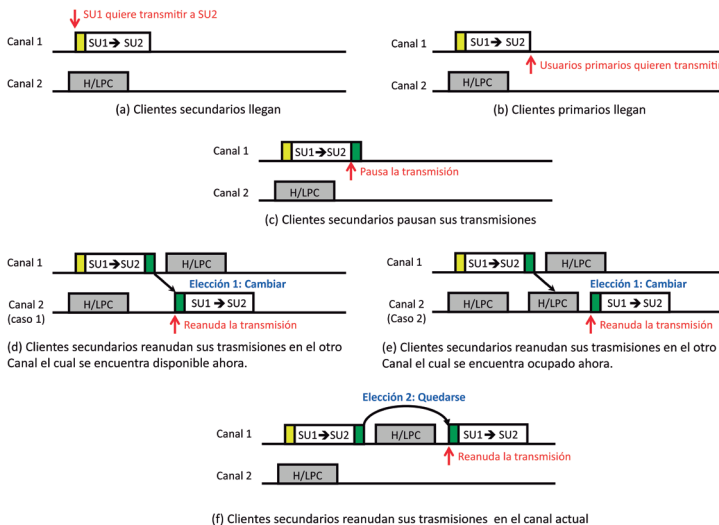 SU1 quiere transmitir a SU2
Canal 1
SU1 → SU2
Canal 2
H/LPC
(a) Clientes secundarios llegan
Canal 1
SU1 → SU2
Usuarios primarios quieren transmitir
Canal 2
H/LPC
(b) Clientes primarios llegan
Canal 1
SU1→SU2
Pausa la transmisión
Canal 2
H/LPC
(c) Clientes secundarios pausan sus transmisiones
Canal 1
SU1→SU2
H/LPC
Elección 1: Cambiar
Canal 2
(caso 1)
H/LPC
SU1 → SU2
Reanuda la transmisión
(d) Clientes secundarios reanudan sus trasmisiones en el otro
Canal el cual se encuentra disponible ahora.
Canal 1
SU1→SU2
H/LPC
Elección 1: Cambiar
Canal 2
(Caso 2)
H/LPC
H/LPC
SU1 → SU2
Reanuda la transmisión
(e) Clientes secundarios reanudan sus trasmisiones en el otro
Canal el cual se encuentra ocupado ahora.
Elección 2: Quedarse
Canal 1
SU1→SU2
H/LPC
SU1 → SU2
Reanuda la transmisión
Canal 2
H/LPC
(f) Clientes secundarios reanudan sus trasmisiones en el canal actual